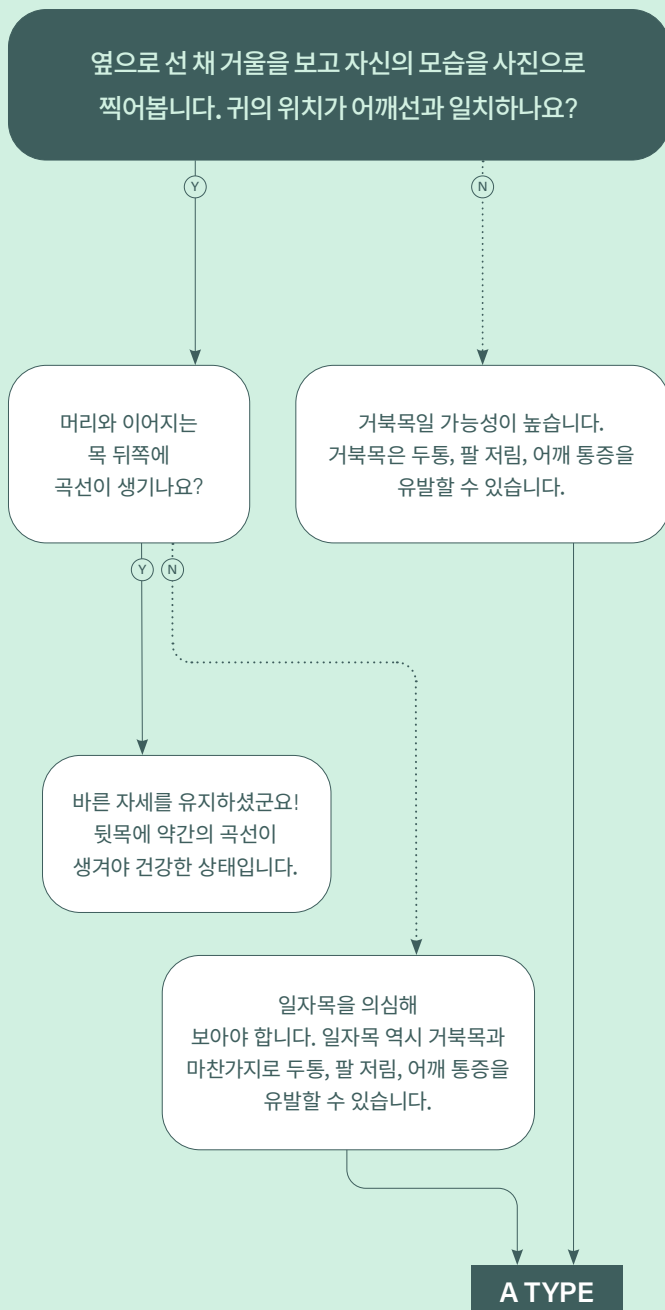 옆으로 선 채 거울을 보고 자신의 모습을 사진으로
찍어봅니다. 귀의 위치가 어깨선과 일치하나요?
Y
N
머리와 이어지는
목 뒤쪽에
곡선이 생기나요?
거북목일 가능성이 높습니다.
거북목은 두통, 팔 저림, 어깨 통증을
유발할 수 있습니다.
Y
N
바른 자세를 유지하셨군요!
뒷목에 약간의 곡선이
생겨야 건강한 상태입니다.
일자목을 의심해
보아야 합니다. 일자목 역시 거북목과
마찬가지로 두통, 팔 저림, 어깨 통증을
유발할 수 있습니다.
A TYPE